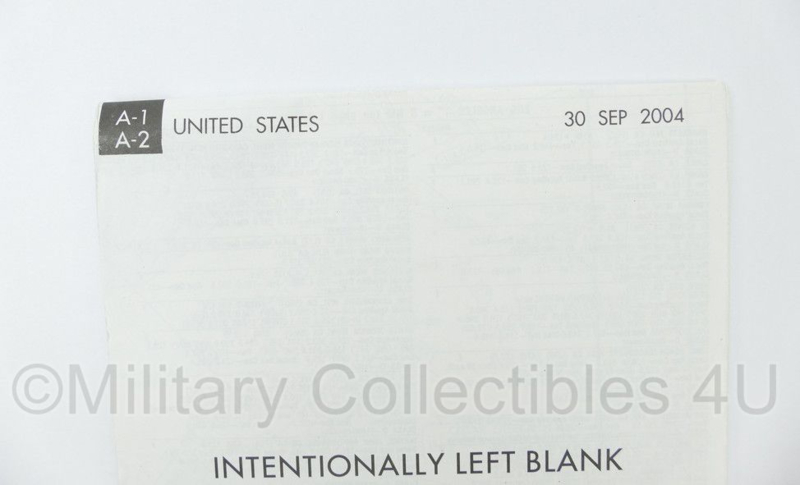 A-1
A-2
UNITED STATES
30 SEP 2004
©Military Collectibles 4U
INTENTIONALLY LEFT BLANK